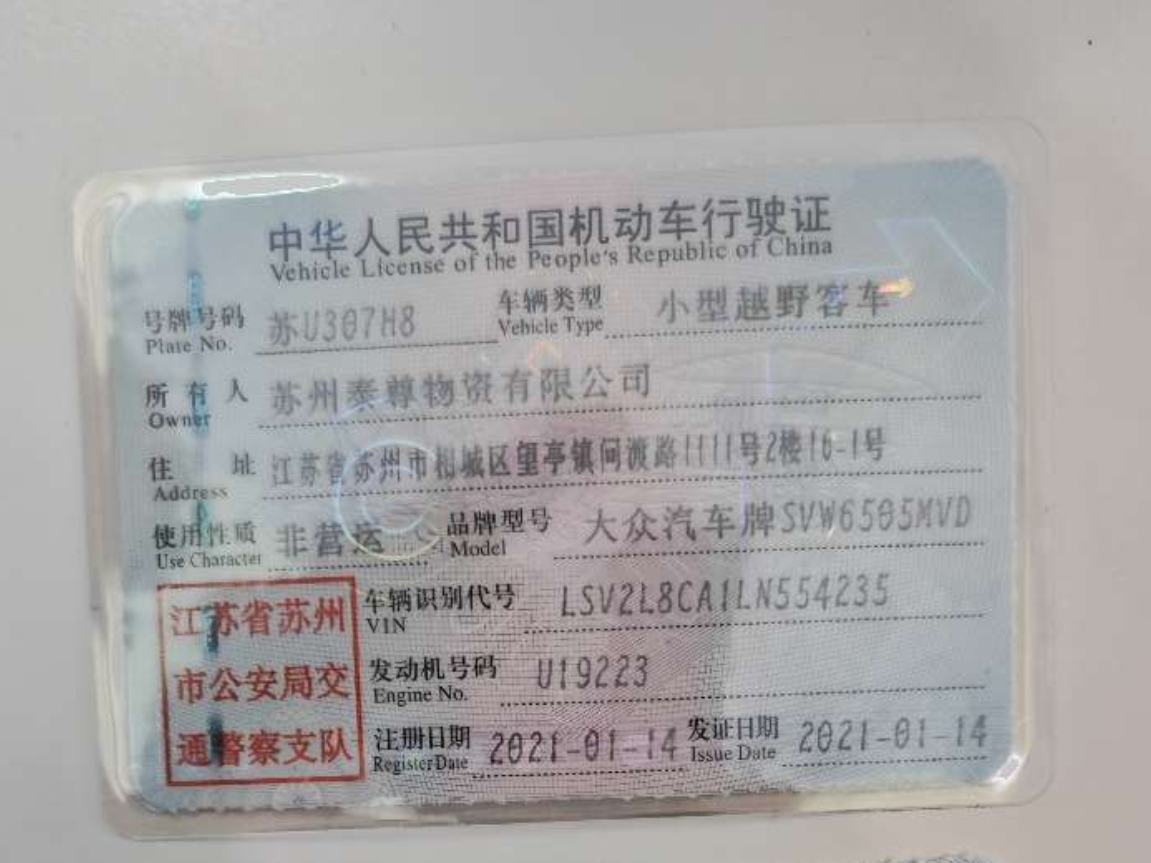 中华人民共和国机动车行驶证
Vehicle License of the People's Republic of China
号牌号码 苏U307H8 车辆类型 小型越野客车
Plate No. Vehicle Type
所有人 苏州泰尊物资有限公司
Owner
住址 江苏省苏州市相城区望亭镇问渡路1111号2楼16-1号
Address
使用性质 非营运 品牌型号 大众汽车牌SVW6505MVD
Use Character Model
江苏省苏州
市公安局交
通警察支队
车辆识别代号 LSV2L8CA1LN554235
VIN
发动机号码 U19223
Engine No.
注册日期 2021-01-14 发证日期 2021-01-14
Register Date Issue Date